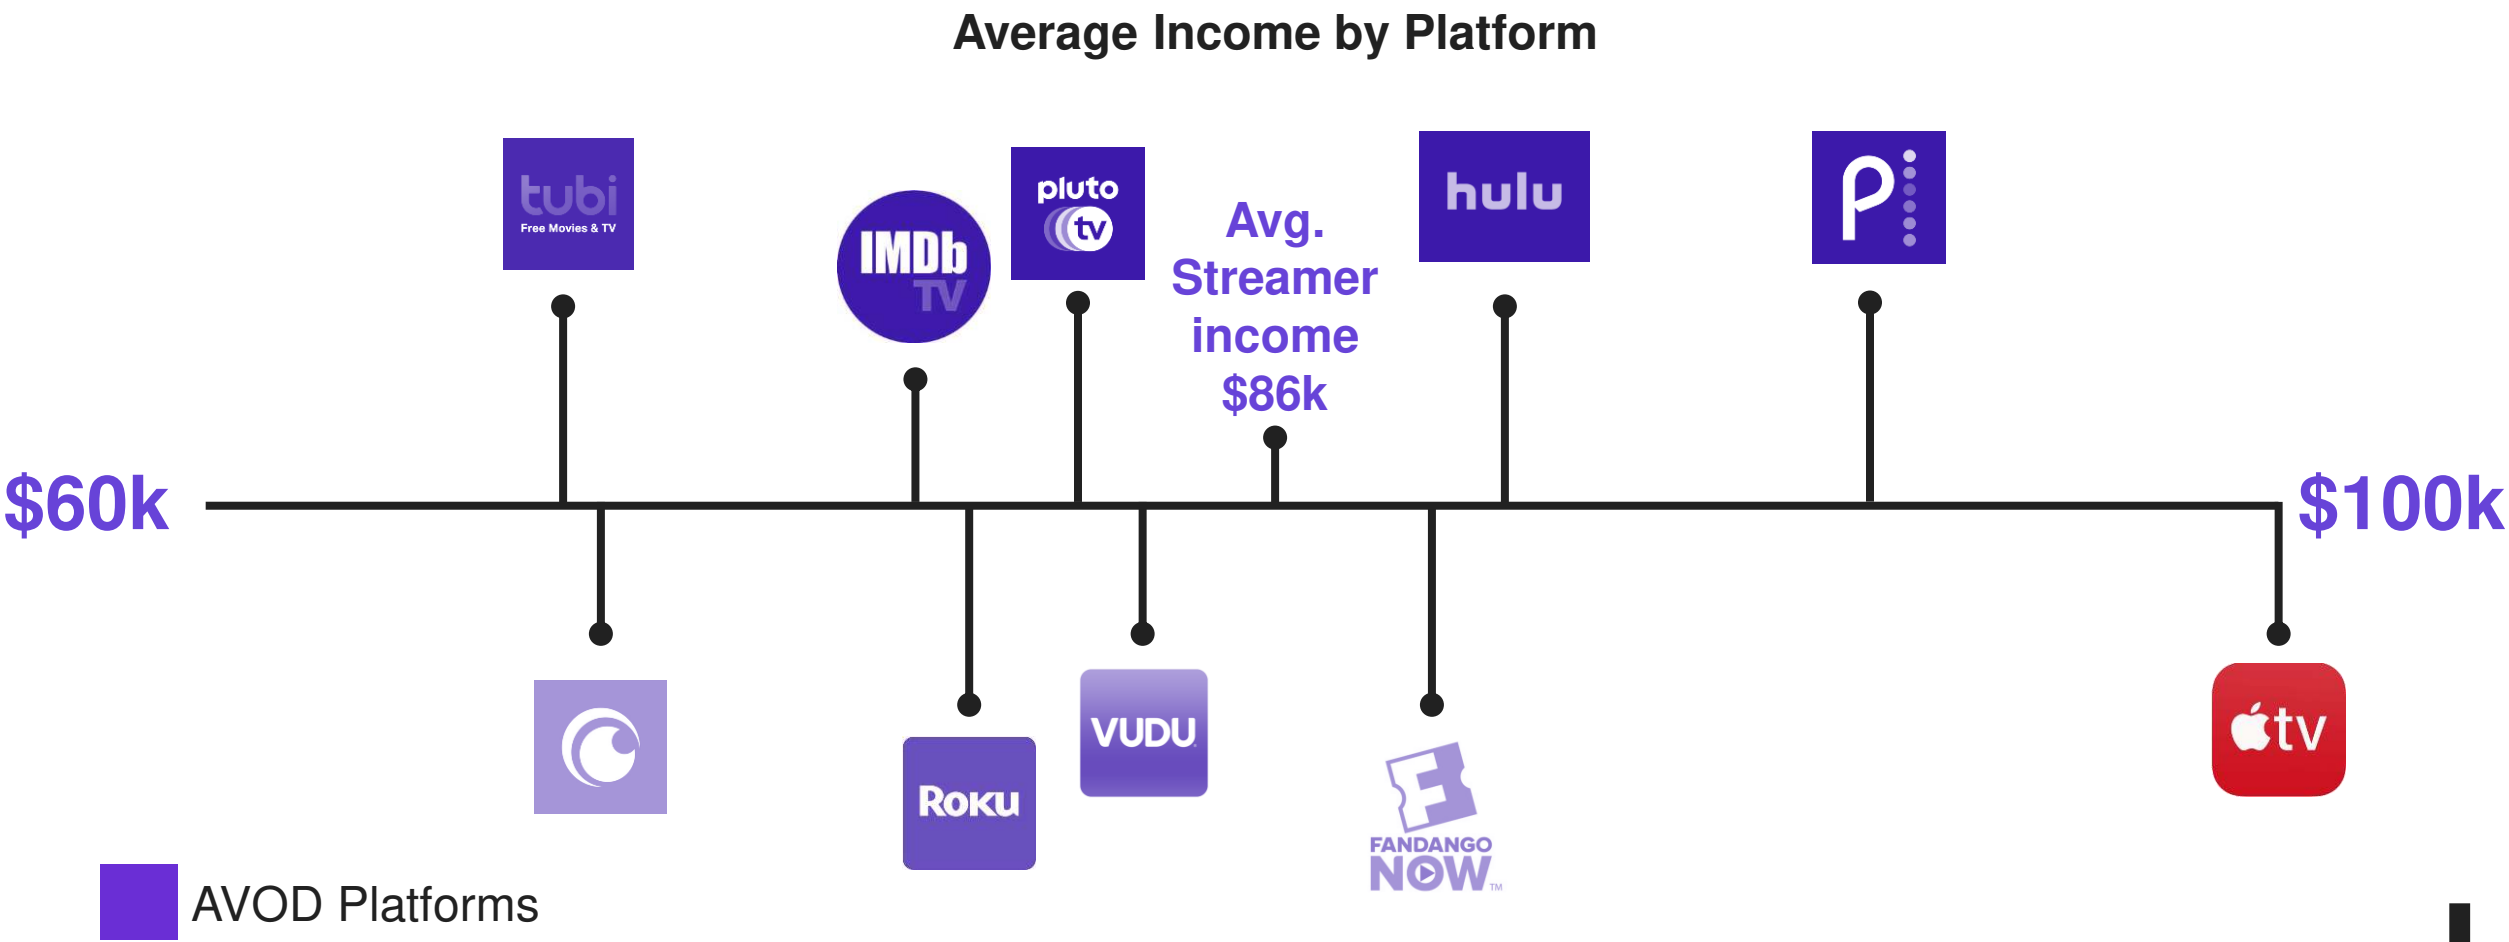 Average Income by Platform
tubi
Free Movies & TV
IMDb
TV
pluto
tv
Avg.
Streamer
income
$86k
hulu
P
$60k
$100k
ROKU
VUDU
FANDANGO
NOW™
tv
AVOD Platforms